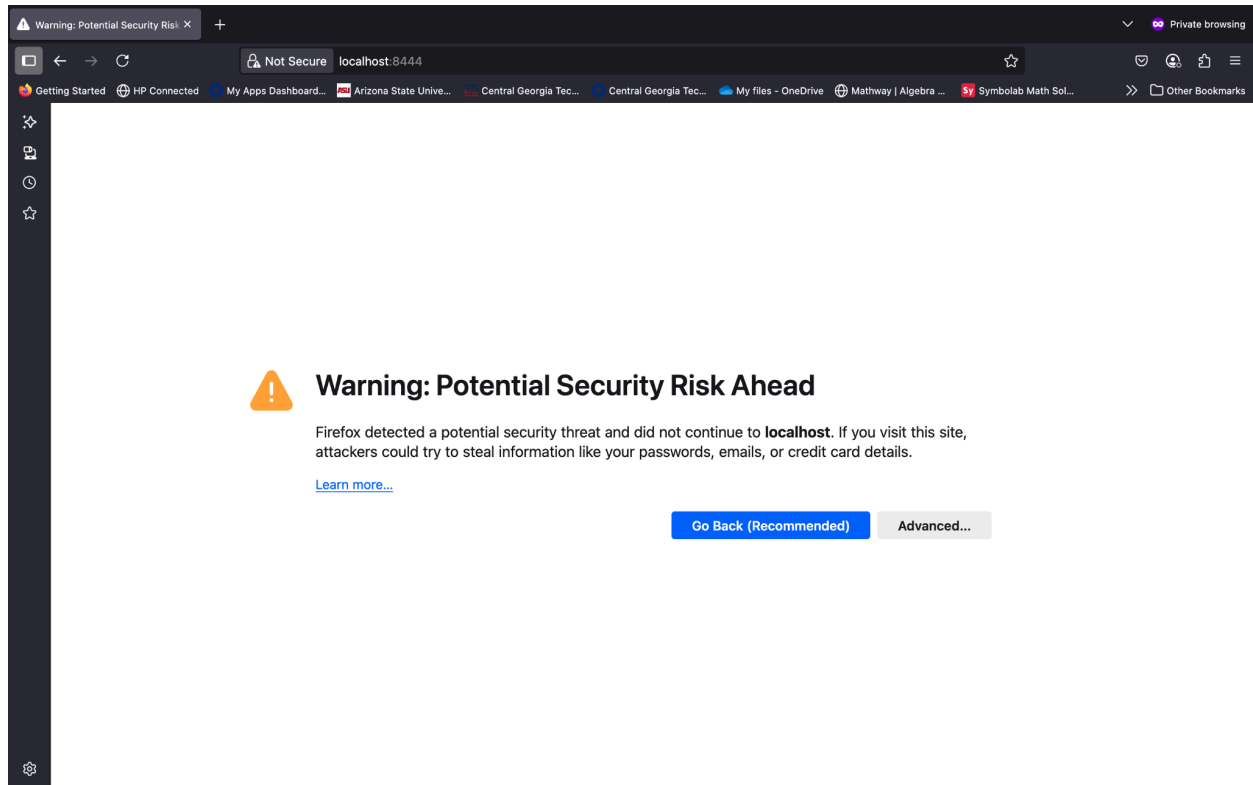 Warning: Potential Security Risk
Private browsing
Not Secure localhost:8444
Getting Started HP Connected My Apps Dashboard... ASU Arizona State Unive... Central Georgia Tec... Central Georgia Tec... My files - OneDrive Mathway | Algebra ... Sy Symbolab Math Sol... Other Bookmarks
Warning: Potential Security Risk Ahead
Firefox detected a potential security threat and did not continue to localhost. If you visit this site,
attackers could try to steal information like your passwords, emails, or credit card details.
Learn more...
Go Back (Recommended) Advanced...